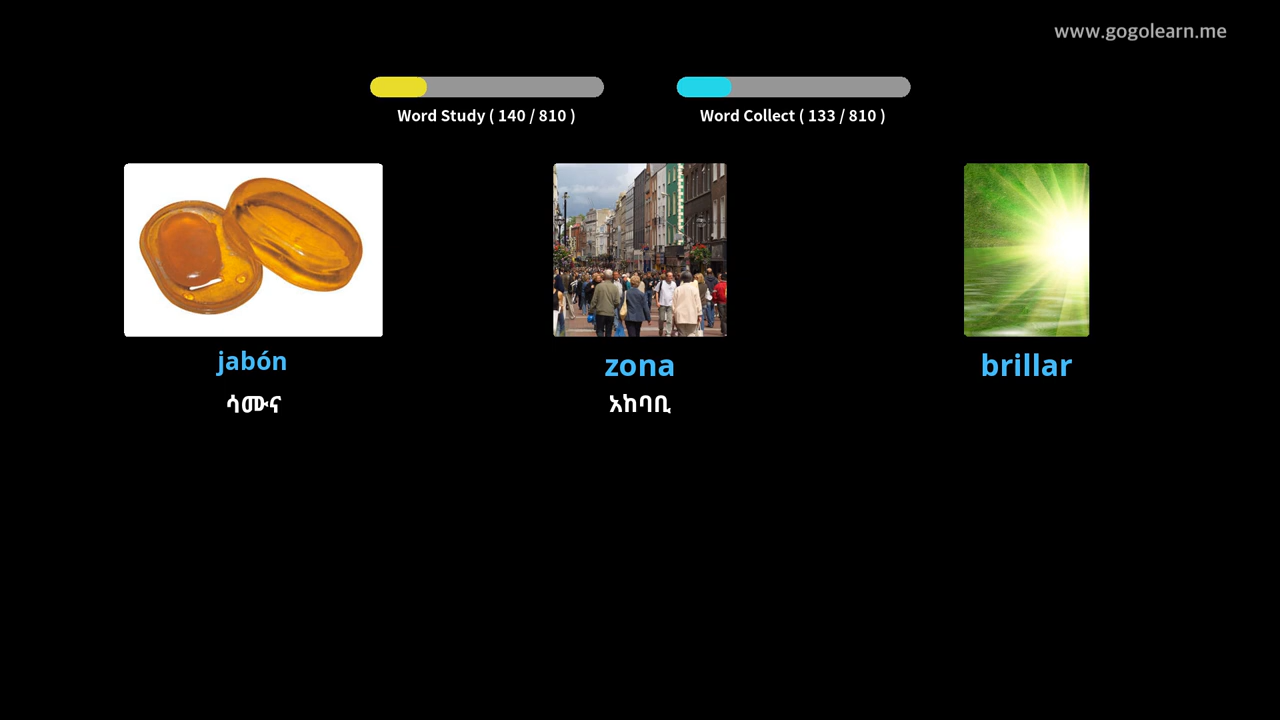 www.gogolearn.me
Word Study ( 140 / 810 )
Word Collect ( 133 / 810 )
jabón
ሳሙና
zona
አከባቢ
brillar